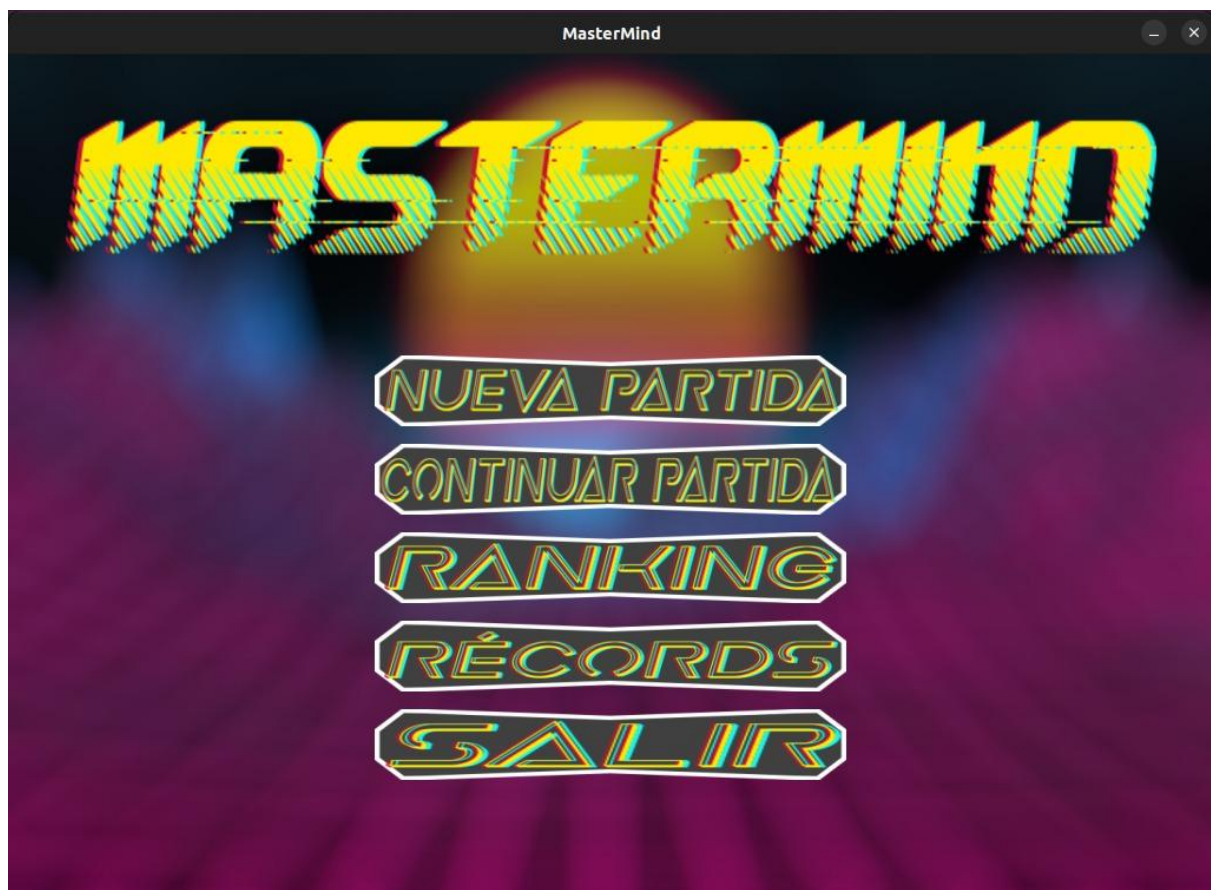 MasterMind
MASTERMIND
NUEVA PARTIDA
CONTINUAR PARTIDA
RANKING
RÉCORDS
SALIR